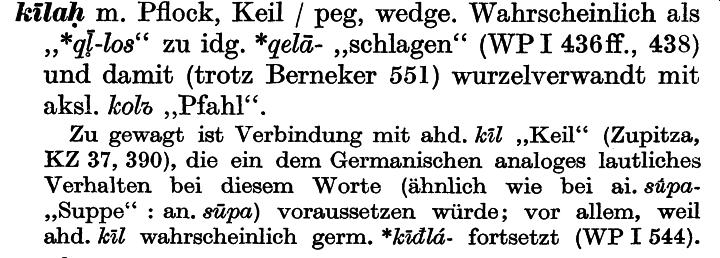 kīlaḥ m. Pflock, Keil / peg, wedge. Wahrscheinlich als
„*ql̥̄-los“ zu idg. *qelā- „schlagen“ (WP I 436ff., 438)
und damit (trotz Berneker 551) wurzelverwandt mit
aksl. kolъ „Pfahl“.
Zu gewagt ist Verbindung mit ahd. kīl „Keil“ (Zupitza,
KZ 37, 390), die ein dem Germanischen analoges lautliches
Verhalten bei diesem Worte (ähnlich wie bei ai. sū́pa-
„Suppe“ : an. sūpa) voraussetzen würde; vor allem, weil
ahd. kīl wahrscheinlich germ. *kīđlá- fortsetzt (WP I 544).